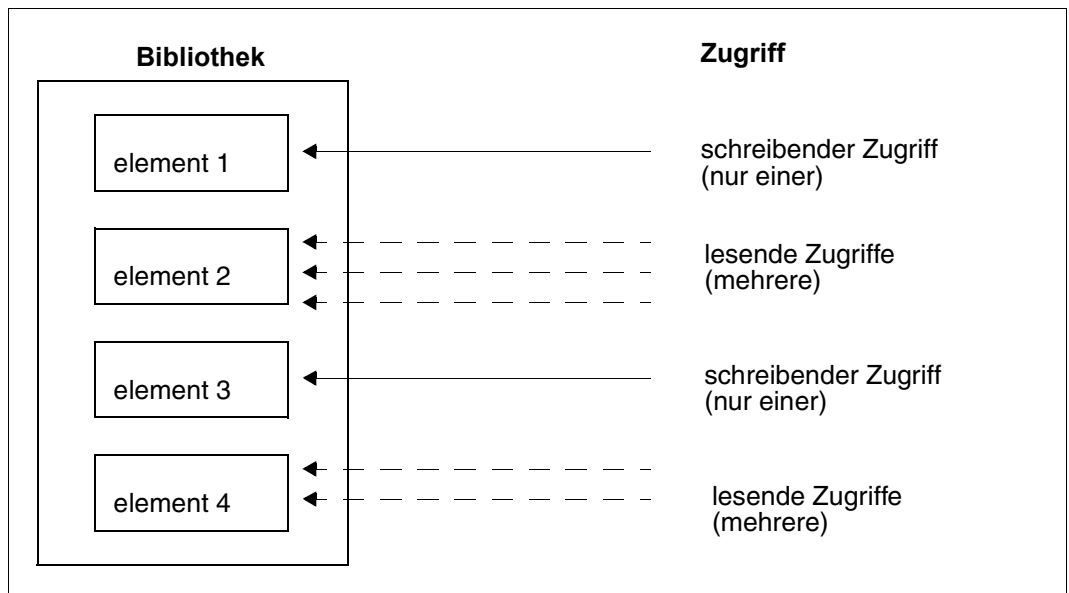 Bibliothek
Zugriff
element 1
schreibender Zugriff
(nur einer)
element 2
lesende Zugriffe
(mehrere)
element 3
schreibender Zugriff
(nur einer)
element 4
lesende Zugriffe
(mehrere)